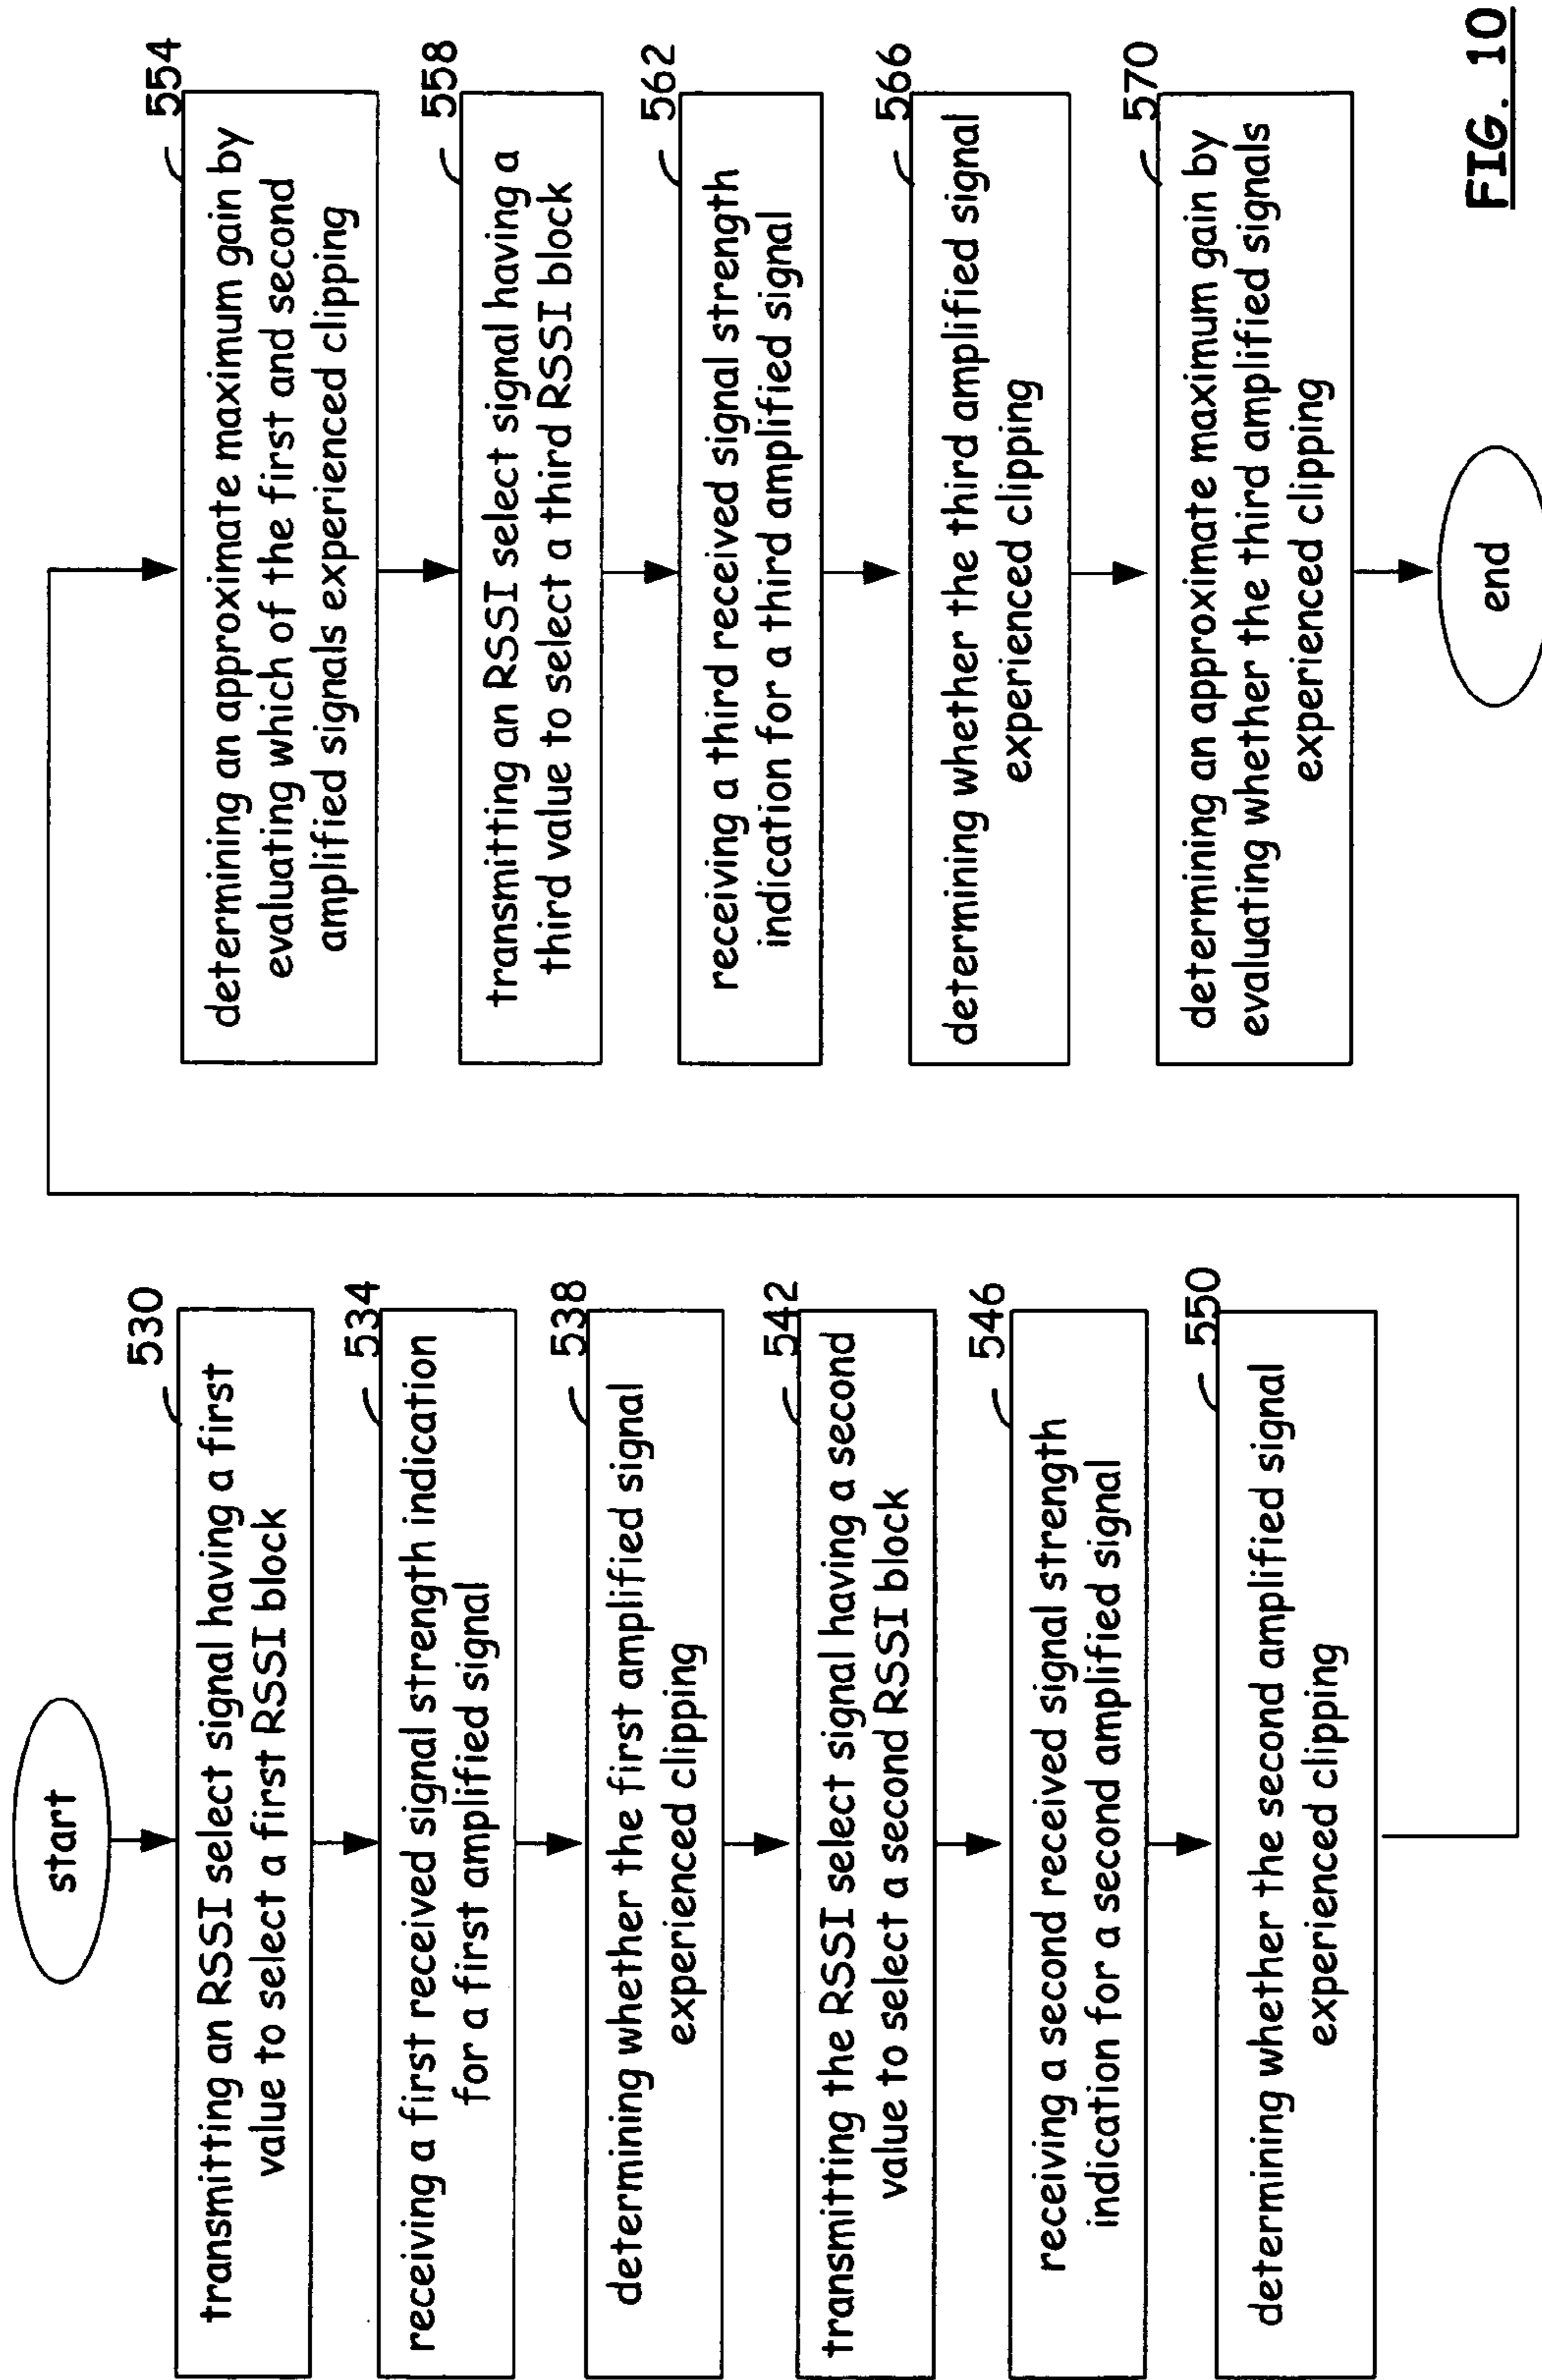 start
530
transmitting an RSSI select signal having a first
value to select a first RSSI block
534
receiving a first received signal strength indication
for a first amplified signal
538
determining whether the first amplified signal
experienced clipping
542
transmitting the RSSI select signal having a second
value to select a second RSSI block
546
receiving a second received signal strength
indication for a second amplified signal
550
determining whether the second amplified signal
experienced clipping
554
determining an approximate maximum gain by
evaluating which of the first and second
amplified signals experienced clipping
558
transmitting an RSSI select signal having a
third value to select a third RSSI block
562
receiving a third received signal strength
indication for a third amplified signal
566
determining whether the third amplified signal
experienced clipping
570
determining an approximate maximum gain by
evaluating whether the third amplified signals
experienced clipping
end
FIG. 10